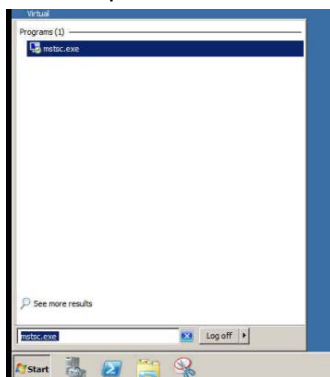 Virtual
Programs (1)
mstsc.exe
See more results
mstsc.exe
Log off
Start